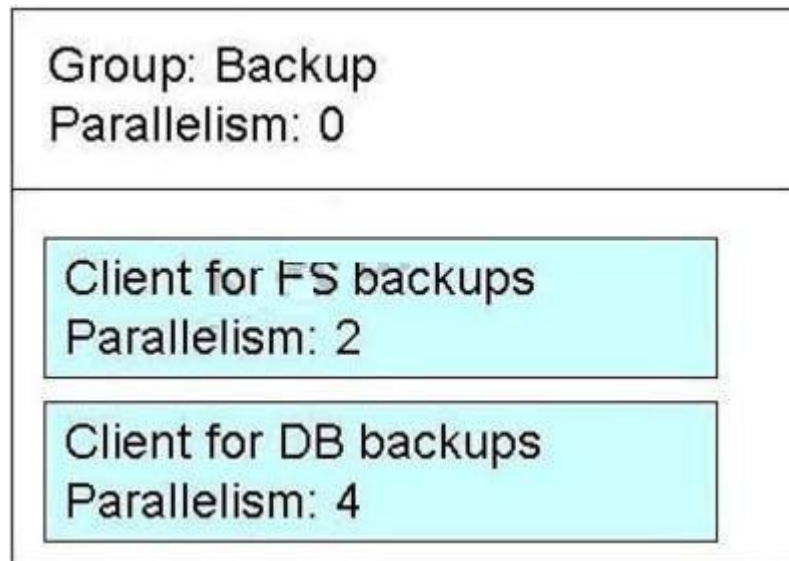 Group: Backup
Parallelism: 0
Client for FS backups
Parallelism: 2
Client for DB backups
Parallelism: 4